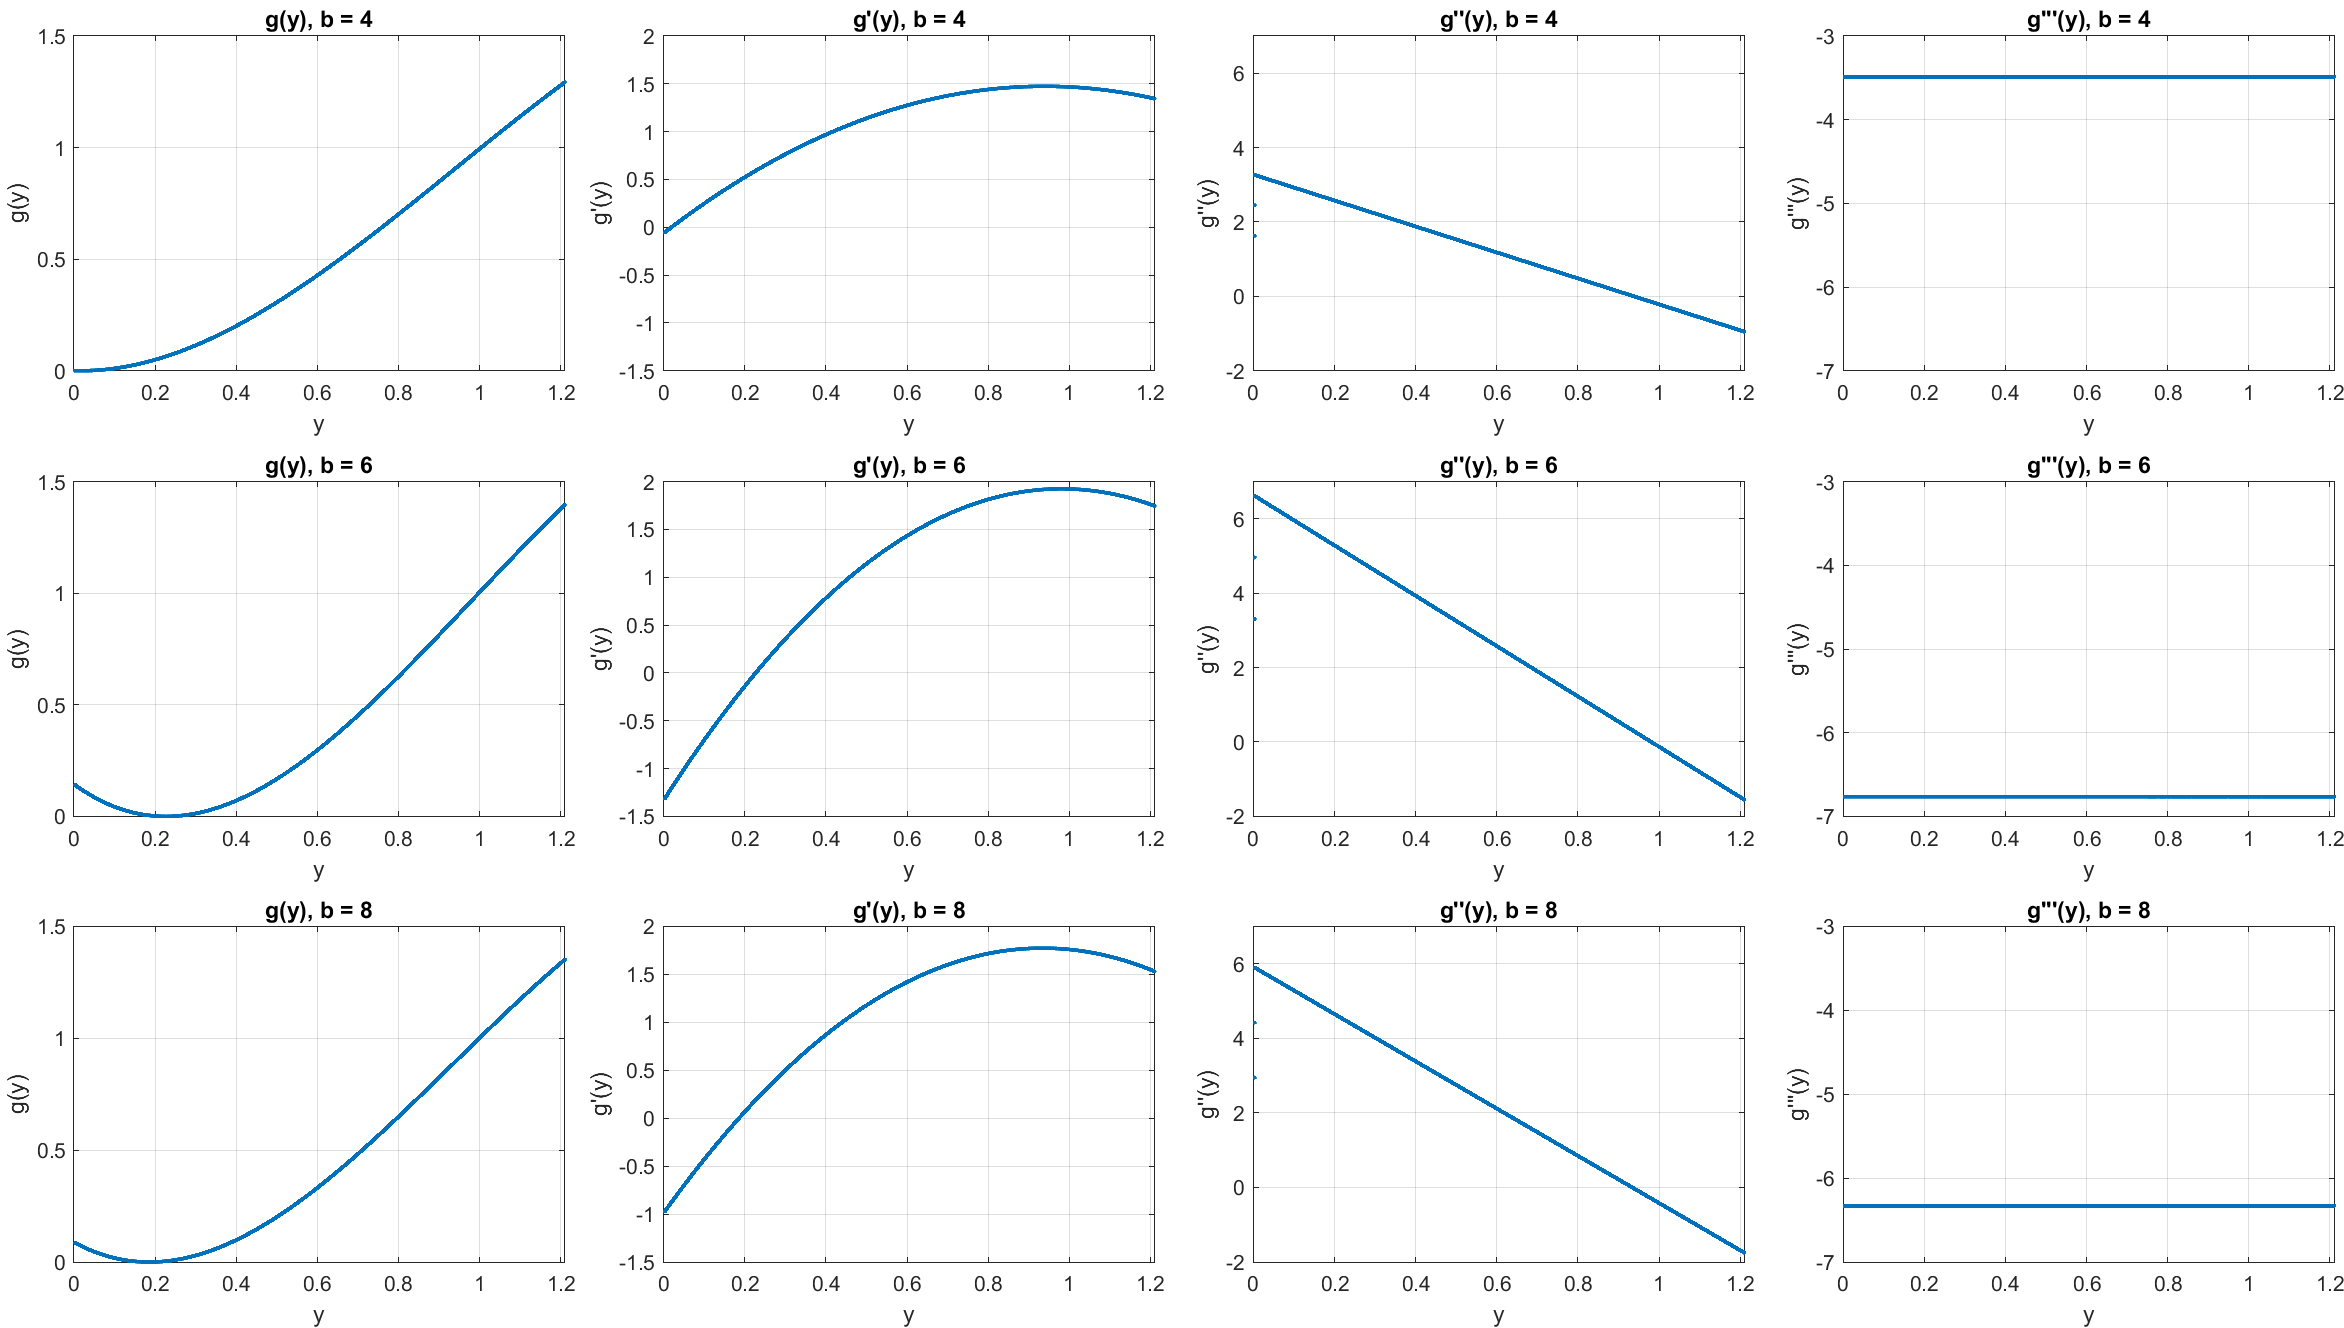 g(y), b = 4
1.5
1
0.5
0
g(y)
0 0.2 0.4 0.6 0.8 1 1.2
y
g'(y), b = 4
2
1.5
1
0.5
0
-0.5
-1
-1.5
g'(y)
0 0.2 0.4 0.6 0.8 1 1.2
y
g''(y), b = 4
6
4
2
0
-2
g''(y)
0 0.2 0.4 0.6 0.8 1 1.2
y
g'''(y), b = 4
-3
-4
-5
-6
-7
g'''(y)
0 0.2 0.4 0.6 0.8 1 1.2
y
g(y), b = 6
1.5
1
0.5
0
g(y)
0 0.2 0.4 0.6 0.8 1 1.2
y
g'(y), b = 6
2
1.5
1
0.5
0
-0.5
-1
-1.5
g'(y)
0 0.2 0.4 0.6 0.8 1 1.2
y
g''(y), b = 6
6
4
2
0
-2
g''(y)
0 0.2 0.4 0.6 0.8 1 1.2
y
g'''(y), b = 6
-3
-4
-5
-6
-7
g'''(y)
0 0.2 0.4 0.6 0.8 1 1.2
y
g(y), b = 8
1.5
1
0.5
0
g(y)
0 0.2 0.4 0.6 0.8 1 1.2
y
g'(y), b = 8
2
1.5
1
0.5
0
-0.5
-1
-1.5
g'(y)
0 0.2 0.4 0.6 0.8 1 1.2
y
g''(y), b = 8
6
4
2
0
-2
g''(y)
0 0.2 0.4 0.6 0.8 1 1.2
y
g'''(y), b = 8
-3
-4
-5
-6
-7
g'''(y)
0 0.2 0.4 0.6 0.8 1 1.2
y